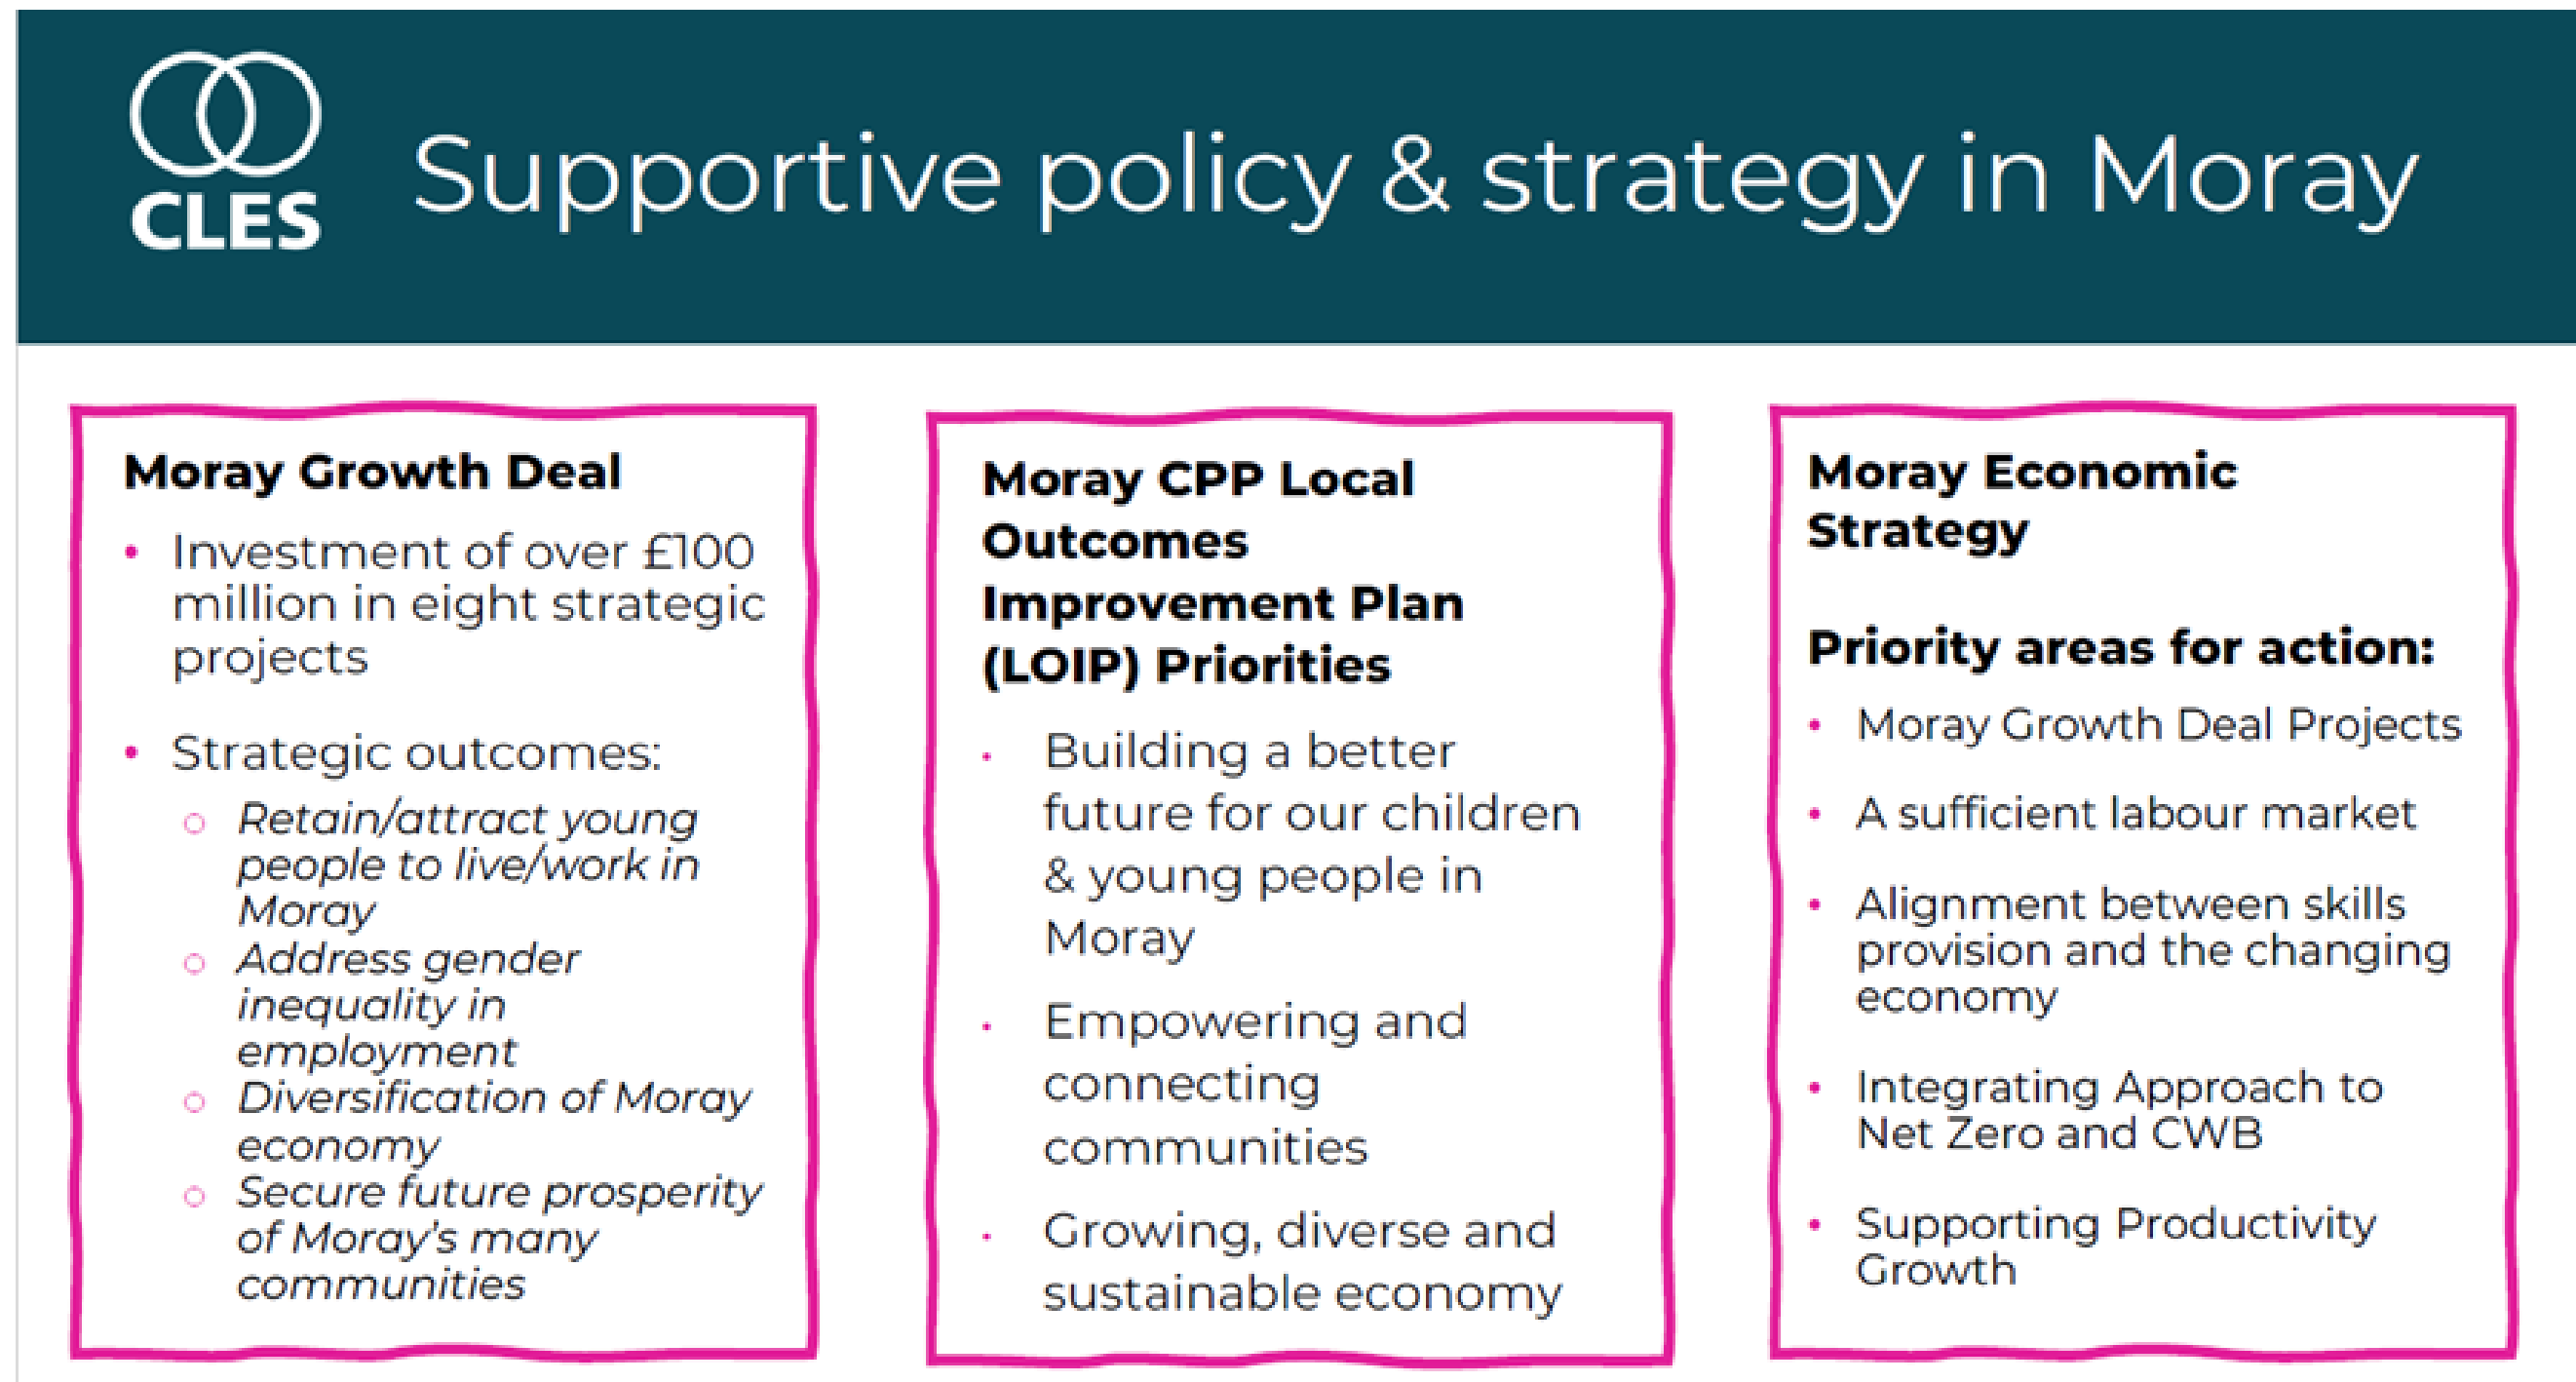 CLES
Supportive policy & strategy in Moray
Moray Growth Deal
• Investment of over £100
million in eight strategic
projects
• Strategic outcomes:
o Retain/attract young
people to live/work in
Moray
o Address gender
inequality in
employment
o Diversification of Moray
economy
o Secure future prosperity
of Moray's many
communities
Moray CPP Local
Outcomes
Improvement Plan
(LOIP) Priorities
• Building a better
future for our children
& young people in
Moray
• Empowering and
connecting
communities
• Growing, diverse and
sustainable economy
Moray Economic
Strategy
Priority areas for action:
• Moray Growth Deal Projects
• A sufficient labour market
• Alignment between skills
provision and the changing
economy
• Integrating Approach to
Net Zero and CWB
• Supporting Productivity
Growth